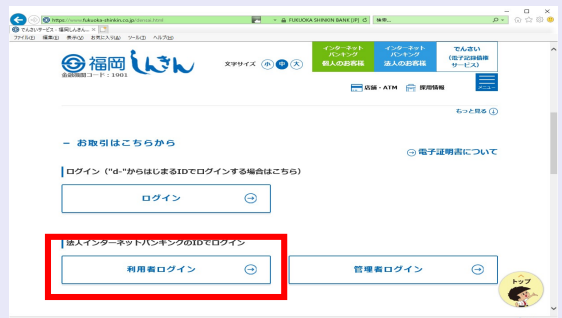 https://www.fukuoka-shinkin.co.jp/densai.html
FUKUOKA SHINKIN BANK [JP]
検索...
でんさいサービス - 福岡しんきん...
ファイル(F) 編集(E) 表示(V) お気に入り(A) ツール(T) ヘルプ(H)
福岡しんきん
金融機関コード:1901
文字サイズ 小 中 大
インターネットバンキング 個人のお客様
インターネットバンキング 法人のお客様
でんさい (電子記録債権サービス)
店舗・ATM 採用情報 メニュー
もっと見る
− お取引はこちらから
電子証明書について
ログイン ("d-"からはじまるIDでログインする場合はこちら)
ログイン
法人インターネットバンキングのIDでログイン
利用者ログイン
管理者ログイン
トップ